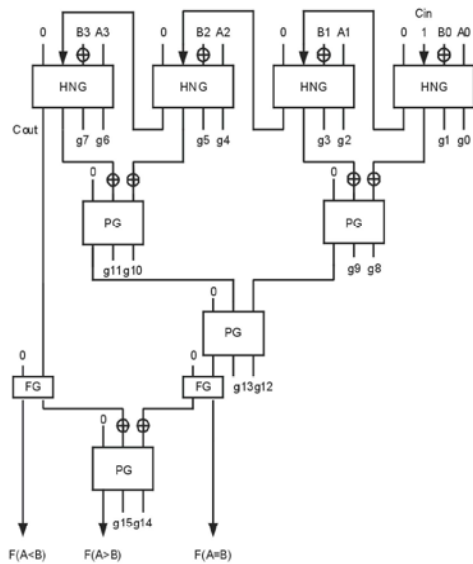 Cin
0 B3 A3 0 B2 A2 0 B1 A1 0 1 B0 A0
HNG HNG HNG HNG
Cout
g7 g6 g5 g4 g3 g2 g1 g0
0 0
PG PG
g11 g10 g9 g8
0
PG
g13 g12
0 0
FG FG
0
PG
g15 g14
F(A<B) F(A>B) F(A=B)